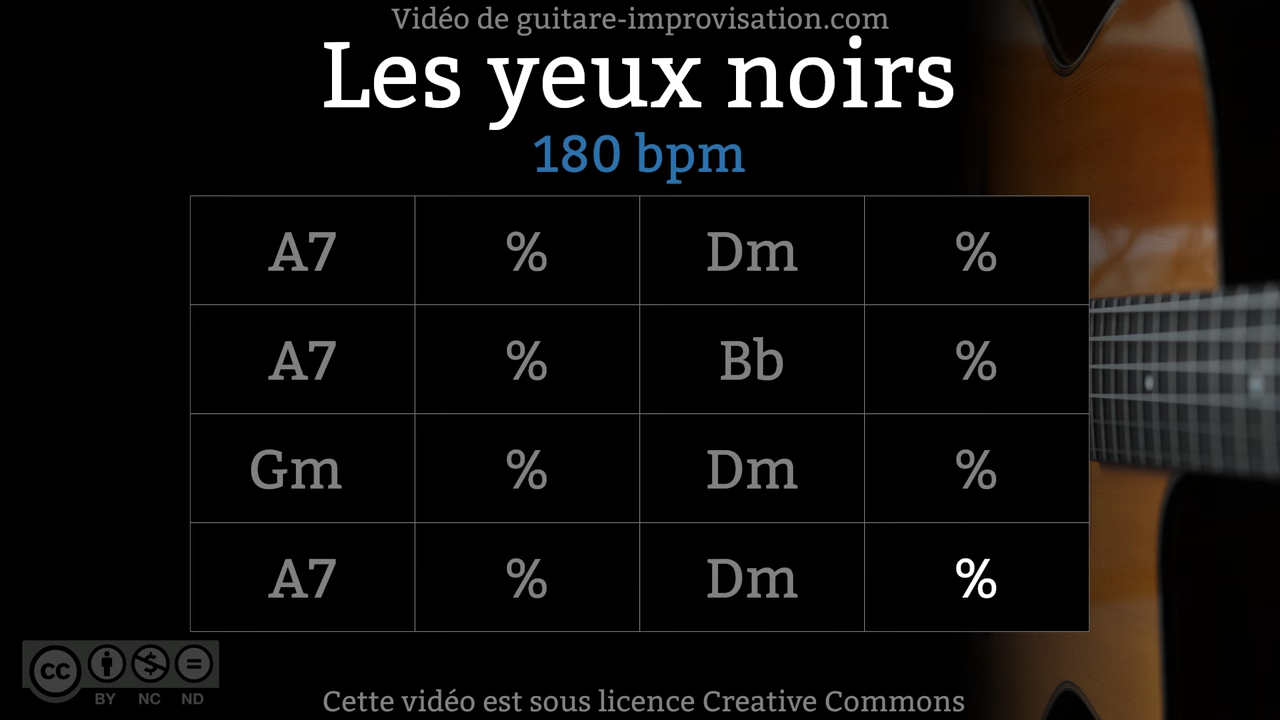 Vidéo de guitare-improvisation.com
Les yeux noirs
180 bpm
A7 % Dm %
A7 % Bb %
Gm % Dm %
A7 % Dm %
cc
BY NC ND
Cette vidéo est sous licence Creative Commons